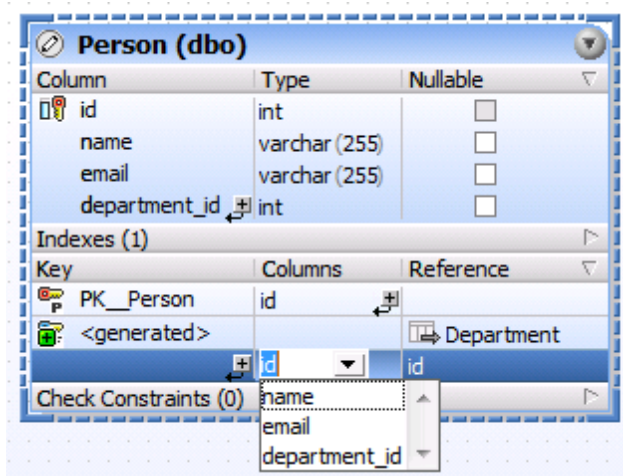 Person (dbo)
Column Type Nullable
id int
name varchar (255)
email varchar (255)
department_id int
Indexes (1)
Key Columns Reference
P PK__Person id
<generated> Department
id id
Check Constraints (0) name
email
department_id